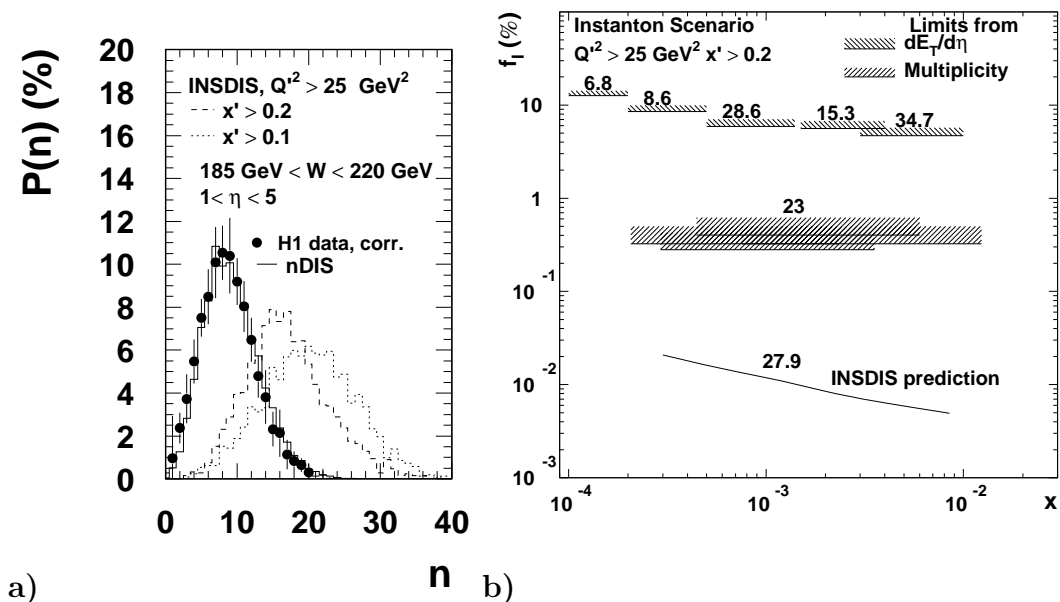 20
18
16
14
12
10
8
6
4
2
0
P(n) (%)
INSDIS, Q'² > 25 GeV²
x' > 0.2
x' > 0.1
185 GeV < W < 220 GeV
1< η < 5
H1 data, corr.
nDIS
0 10 20 30 40
n
a)
f_I (%)
Instanton Scenario
Q'² > 25 GeV² x' > 0.2
Limits from
dE_T/dη
Multiplicity
6.8
8.6
28.6
15.3
34.7
23
27.9
INSDIS prediction
10
1
10⁻¹
10⁻²
10⁻³
10⁻⁴ 10⁻³ 10⁻² x
b)